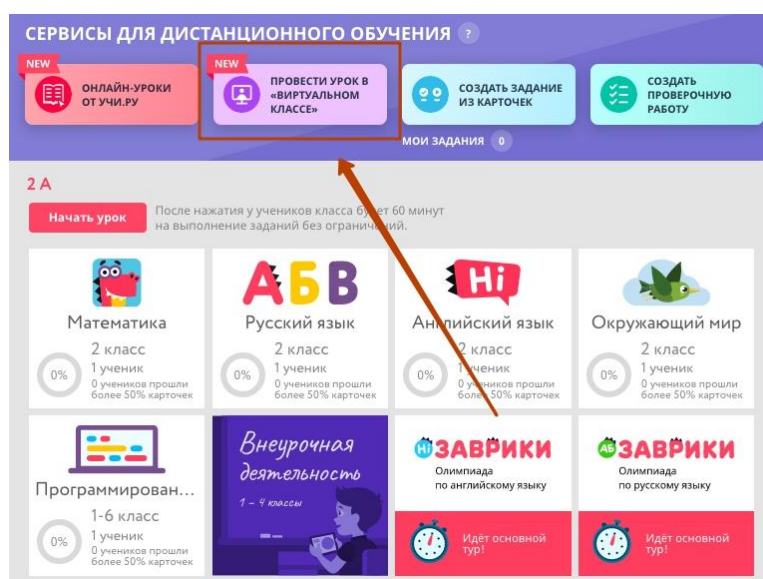 СЕРВИСЫ ДЛЯ ДИСТАНЦИОННОГО ОБУЧЕНИЯ ?
NEW
ОНЛАЙН-УРОКИ
ОТ УЧИ.РУ
NEW
ПРОВЕСТИ УРОК В
«ВИРТУАЛЬНОМ
КЛАССЕ»
СОЗДАТЬ ЗАДАНИЕ
ИЗ КАРТОЧЕК
СОЗДАТЬ
ПРОВЕРОЧНУЮ
РАБОТУ
МОИ ЗАДАНИЯ 0
2 А
Начать урок
После нажатия у учеников класса будет 60 минут
на выполнение заданий без ограничений.
Математика
2 класс
0%
1 ученик
0 учеников прошли
более 50% карточек
АБВ
Русский язык
2 класс
0%
1 ученик
0 учеников прошли
более 50% карточек
Hi
Английский язык
2 класс
0%
1 ученик
0 учеников прошли
более 50% карточек
Окружающий мир
2 класс
0%
1 ученик
0 учеников прошли
более 50% карточек
Программирован...
1-6 класс
0%
1 ученик
0 учеников прошли
более 50% карточек
Внеурочная
деятельность
1 – 4 классы
Hi ЗАВРИКИ
Олимпиада
по английскому языку
Идёт основной
тур!
АБ ЗАВРИКИ
Олимпиада
по русскому языку
Идёт основной
тур!